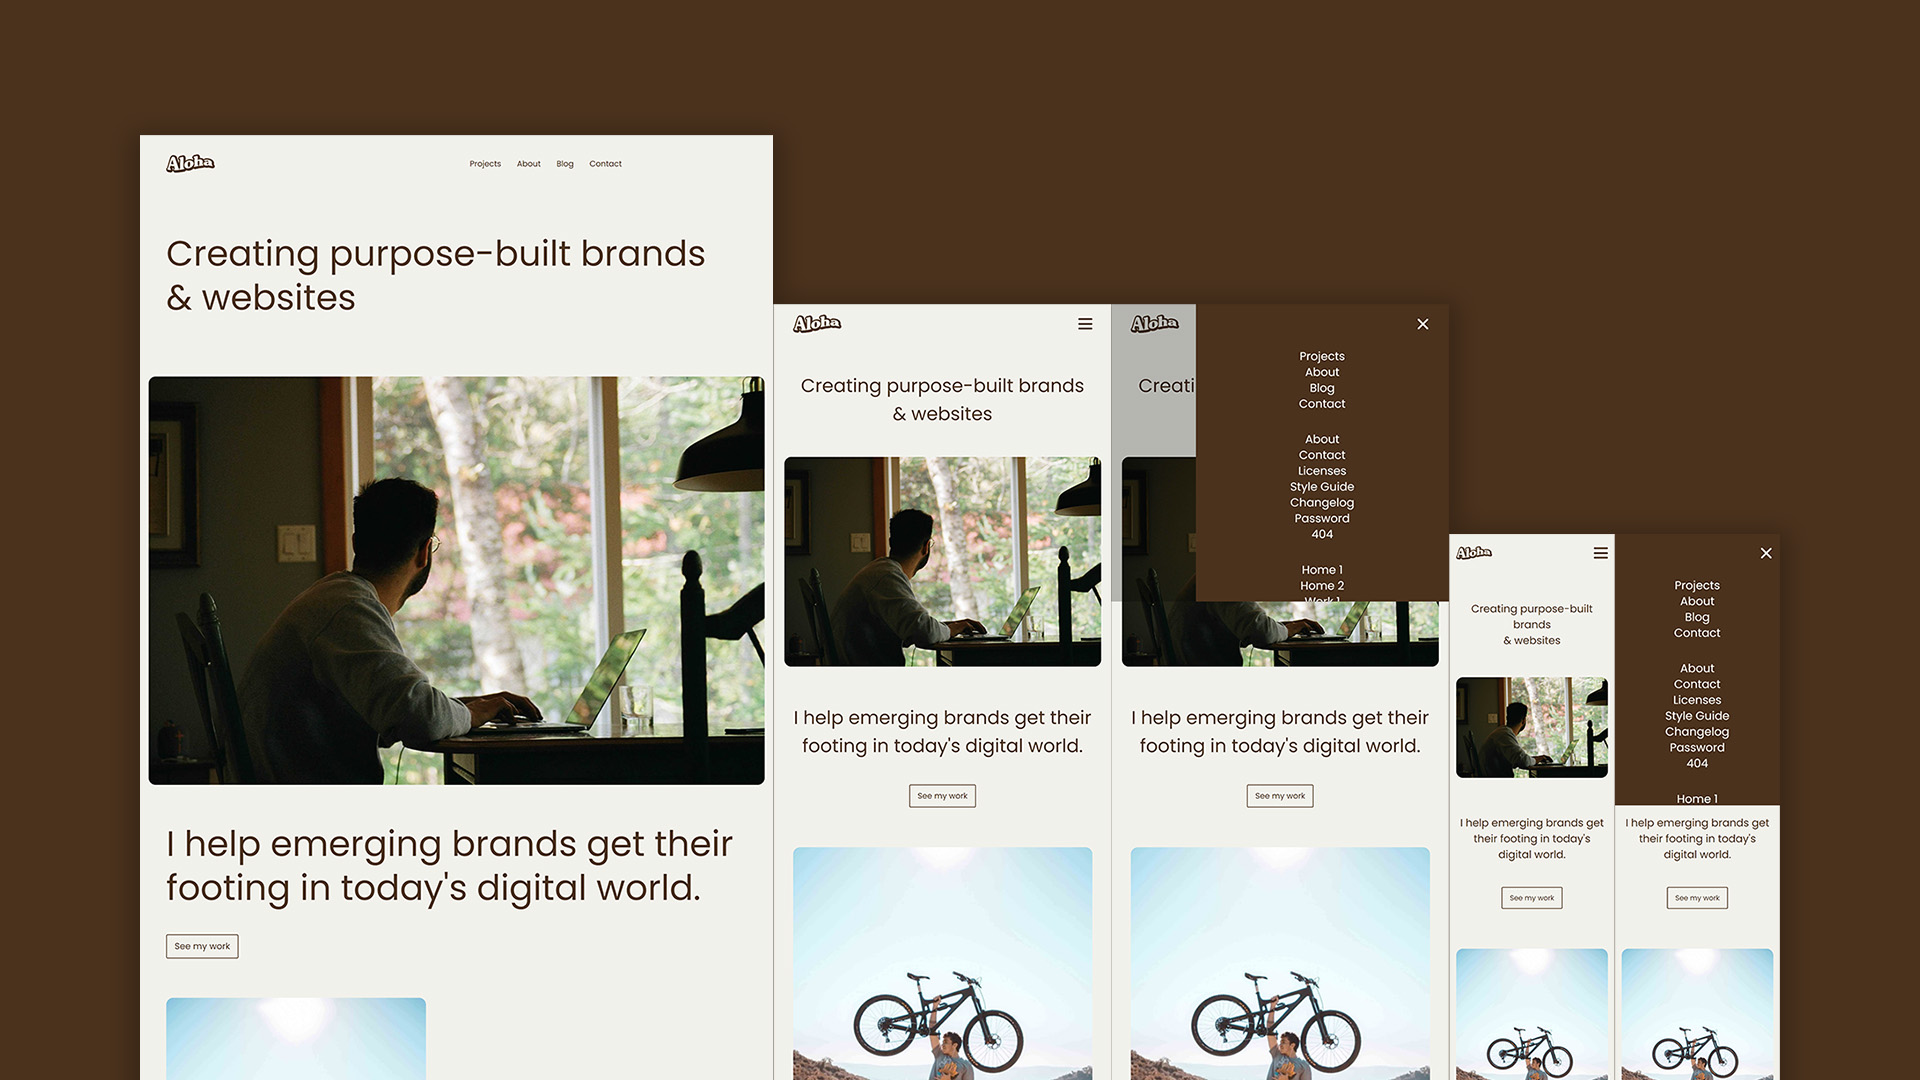 Aloha
Projects About Blog Contact
Creating purpose-built brands
& websites
I help emerging brands get their
footing in today's digital world.
See my work
Aloha
Creating purpose-built brands
& websites
I help emerging brands get their
footing in today's digital world.
See my work
Aloha
Creati
Projects
About
Blog
Contact
About
Contact
Licenses
Style Guide
Changelog
Password
404
Home 1
Home 2
Work 1
I help emerging brands get their
footing in today's digital world.
See my work
Aloha
Creating purpose-built
brands
& websites
I help emerging brands get
their footing in today's
digital world.
See my work
Projects
About
Blog
Contact
About
Contact
Licenses
Style Guide
Changelog
Password
404
Home 1
I help emerging brands get
their footing in today's
digital world.
See my work